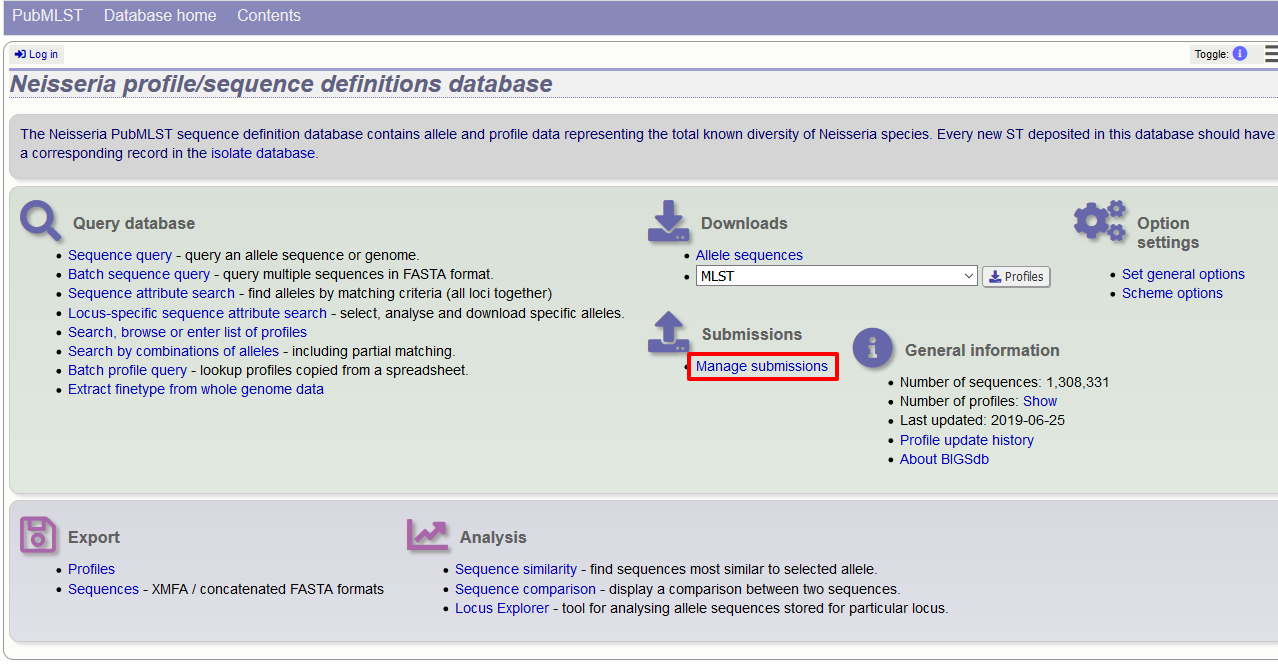 PubMLST Database home Contents
Log in Toggle: i
Neisseria profile/sequence definitions database
The Neisseria PubMLST sequence definition database contains allele and profile data representing the total known diversity of Neisseria species. Every new ST deposited in this database should have
a corresponding record in the isolate database.
Query database
• Sequence query - query an allele sequence or genome.
• Batch sequence query - query multiple sequences in FASTA format.
• Sequence attribute search - find alleles by matching criteria (all loci together)
• Locus-specific sequence attribute search - select, analyse and download specific alleles.
• Search, browse or enter list of profiles
• Search by combinations of alleles - including partial matching.
• Batch profile query - lookup profiles copied from a spreadsheet.
• Extract finetype from whole genome data
Downloads
• Allele sequences
• MLST Profiles
Submissions
• Manage submissions
Option
settings
• Set general options
• Scheme options
General information
• Number of sequences: 1,308,331
• Number of profiles: Show
• Last updated: 2019-06-25
• Profile update history
• About BIGSdb
Export
• Profiles
• Sequences - XMFA / concatenated FASTA formats
Analysis
• Sequence similarity - find sequences most similar to selected allele.
• Sequence comparison - display a comparison between two sequences.
• Locus Explorer - tool for analysing allele sequences stored for particular locus.